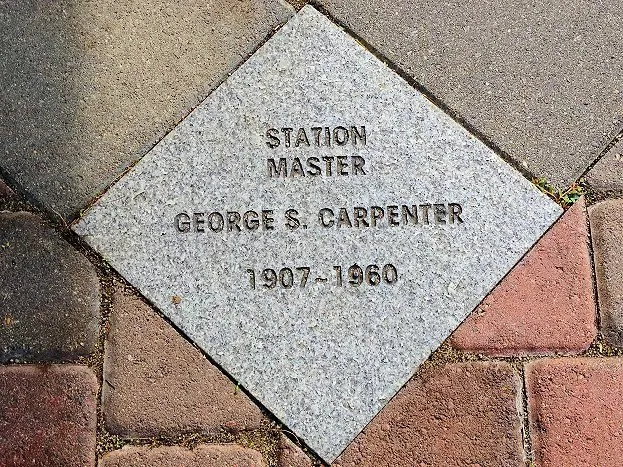 STATION
MASTER
GEORGE S. CARPENTER
1907~1960